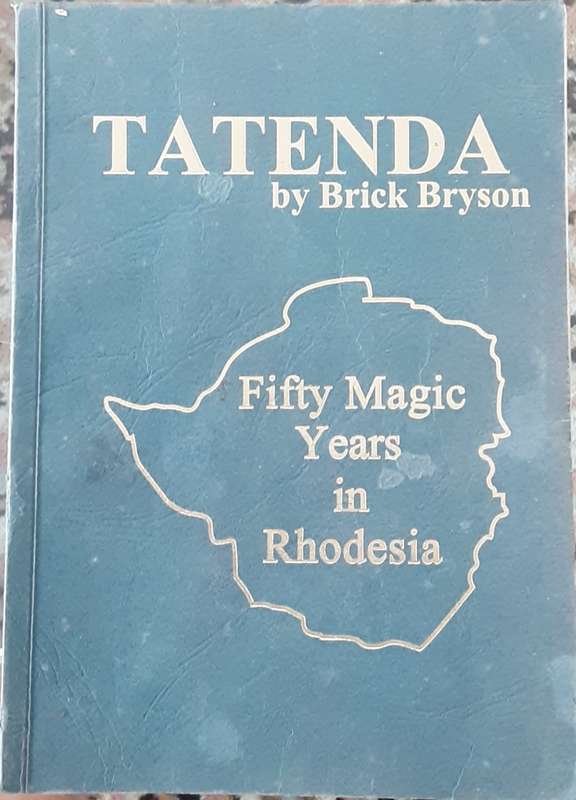 TATENDA
by Brick Bryson
Fifty Magic
Years
in
Rhodesia